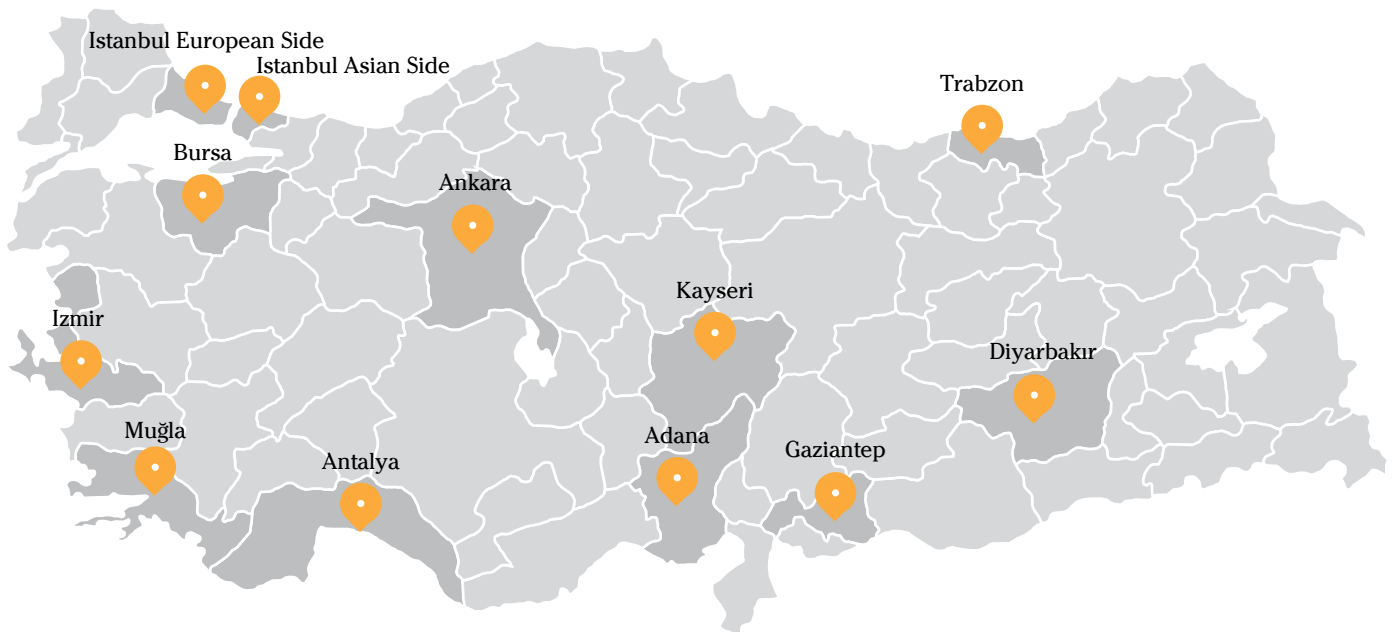 Istanbul European Side
Istanbul Asian Side
Trabzon
Bursa
Ankara
Kayseri
Izmir
Diyarbakır
Muğla
Adana
Gaziantep
Antalya